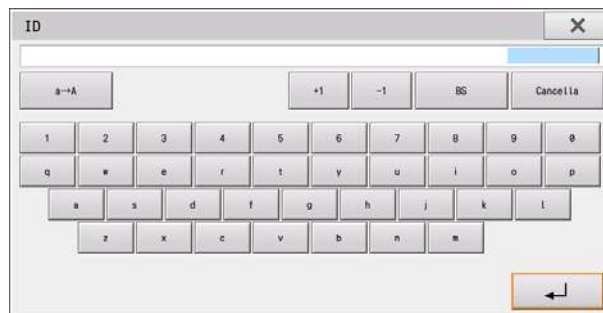 ID
a→A +1 -1 BS Cancella
1 2 3 4 5 6 7 8 9 0
q w e r t y u i o p
a s d f g h j k l
z x c v b n m